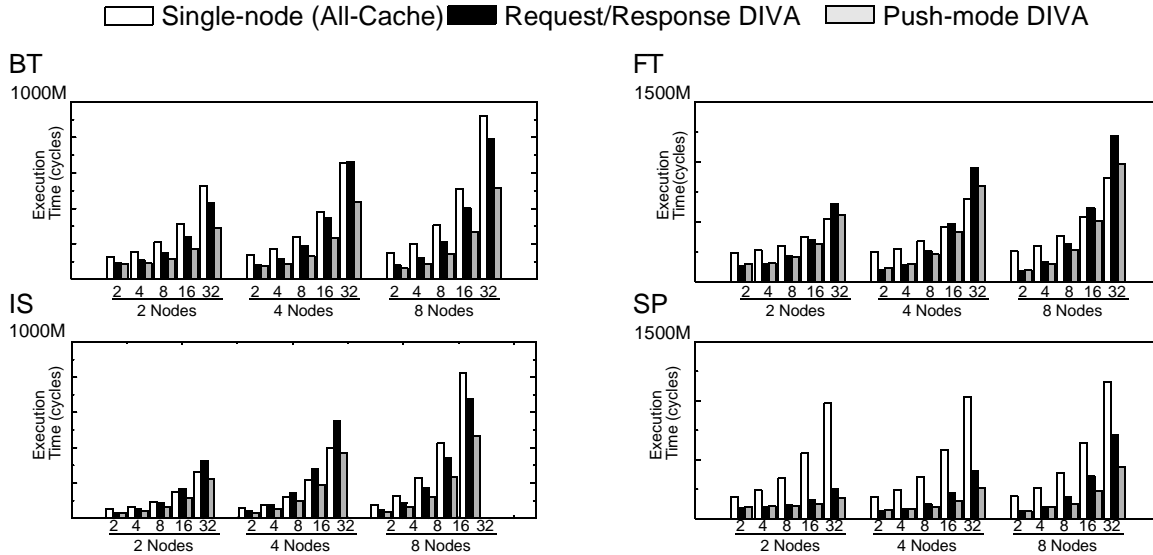 Single-node (All-Cache) Request/Response DIVA Push-mode DIVA
BT
1000M
Execution
Time (cycles)
2 4 8 16 32 2 4 8 16 32 2 4 8 16 32
2 Nodes 4 Nodes 8 Nodes
FT
1500M
Execution
Time(cycles)
2 4 8 16 32 2 4 8 16 32 2 4 8 16 32
2 Nodes 4 Nodes 8 Nodes
IS
1000M
Execution
Time (cycles)
2 4 8 16 32 2 4 8 16 32 2 4 8 16 32
2 Nodes 4 Nodes 8 Nodes
SP
1500M
Execution
Time (cycles)
2 4 8 16 32 2 4 8 16 32 2 4 8 16 32
2 Nodes 4 Nodes 8 Nodes